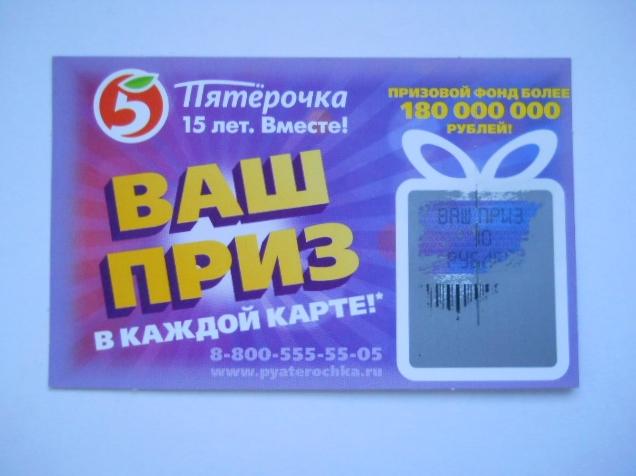 5
Пятёрочка
15 лет. Вместе!
ПРИЗОВОЙ ФОНД БОЛЕЕ
180 000 000
РУБЛЕЙ!
ВАШ
ПРИЗ
В КАЖДОЙ КАРТЕ!*
8-800-555-55-05
www.pyaterochka.ru
ВАШ ПРИЗ